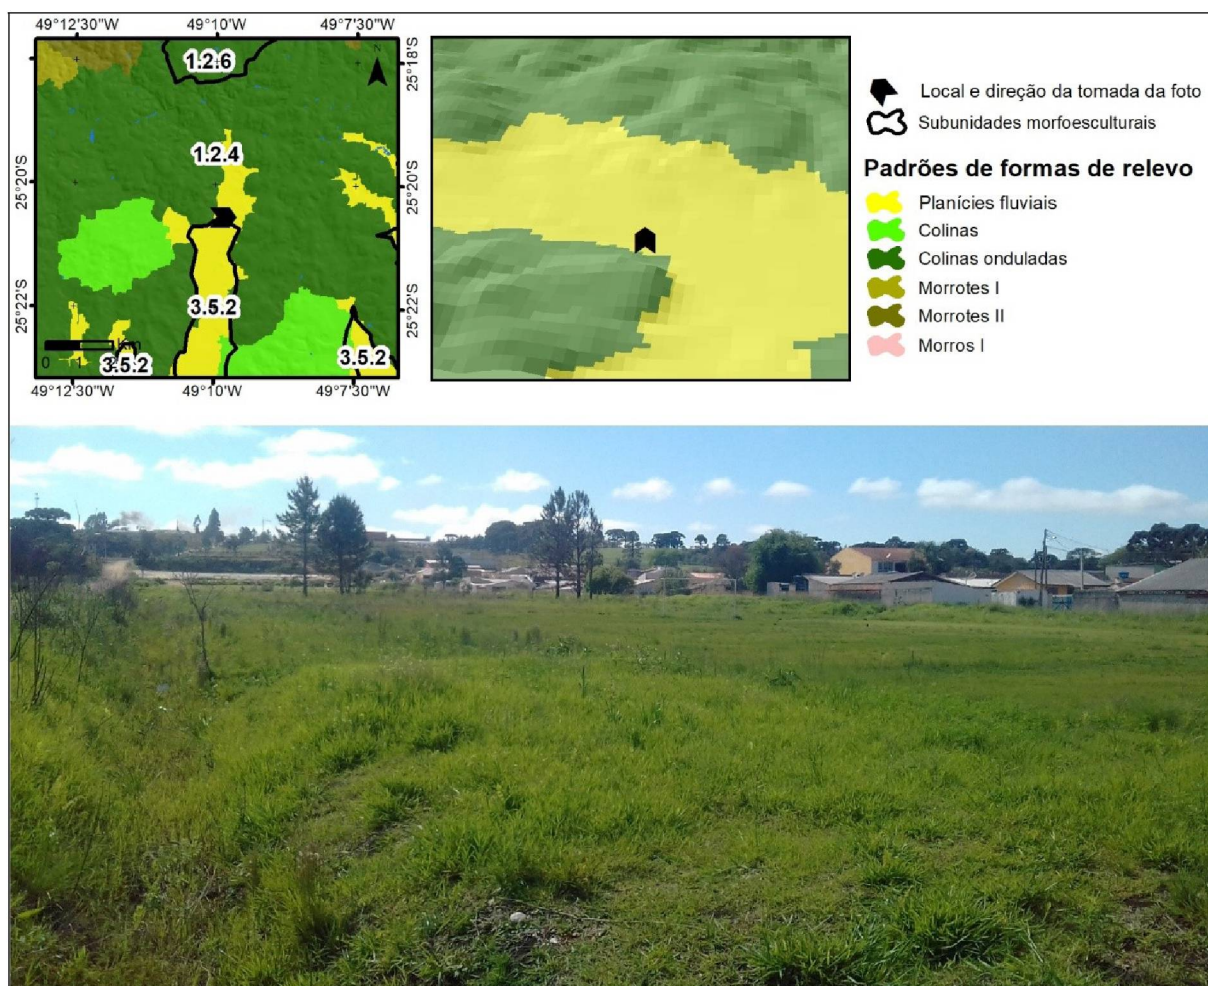 49°12'30"W 49°10'W 49°7'30"W
N
25°18'S
1.2.6
1.2.4
25°20'S 25°20'S
25°22'S 25°22'S
3.5.2
3.5.2 3.5.2
0 1
49°12'30"W 49°10'W 49°7'30"W
Local e direção da tomada da foto
Subunidades morfoesculturais
Padrões de formas de relevo
Planícies fluviais
Colinas
Colinas onduladas
Morrotes I
Morrotes II
Morros I